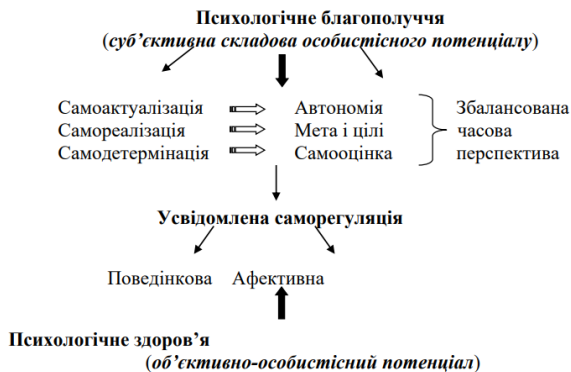 Психологічне благополуччя
(суб’єктивна складова особистісного потенціалу)
Самоактуалізація Автономія Збалансована
Самореалізація Мета і цілі часова
Самодетермінація Самооцінка перспектива
Усвідомлена саморегуляція
Поведінкова Афективна
Психологічне здоров’я
(об’єктивно-особистісний потенціал)